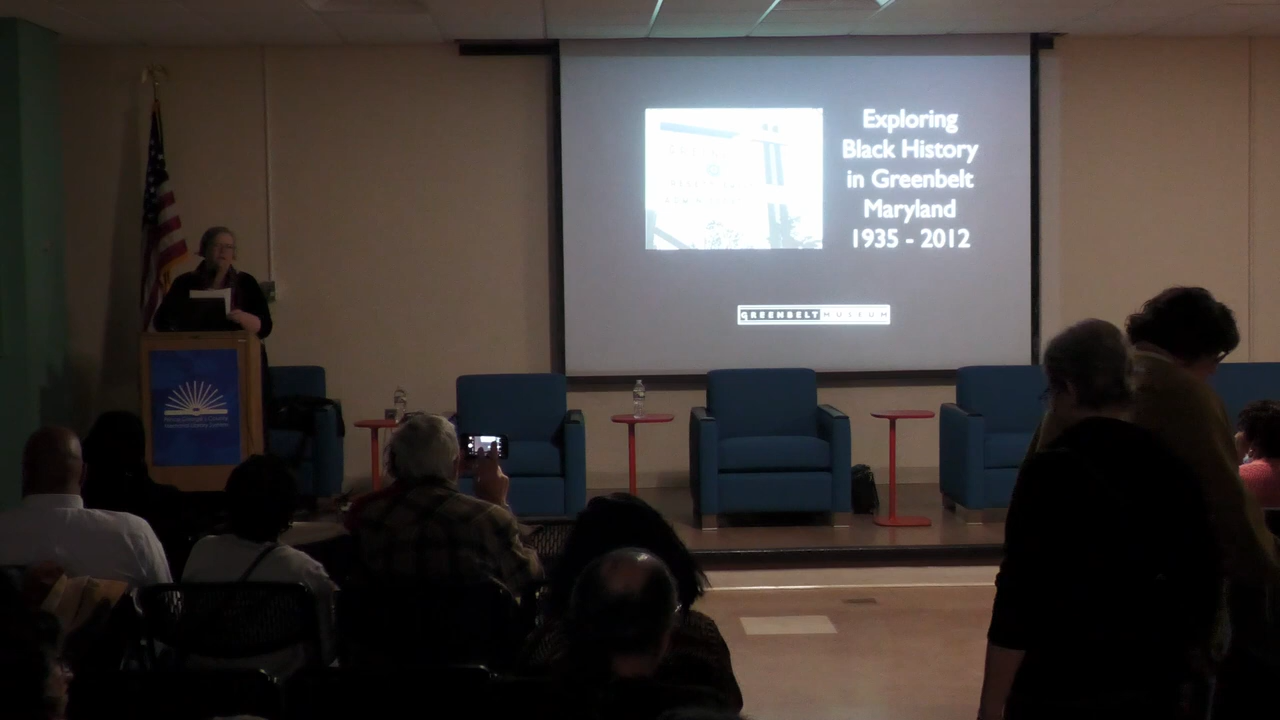 Exploring
Black History
in Greenbelt
Maryland
1935 - 2012
GREENBELT MUSEUM